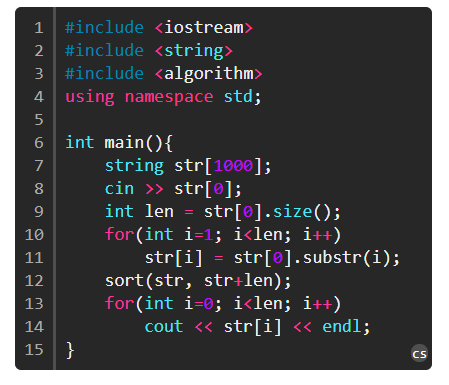 1 #include <iostream>
2 #include <string>
3 #include <algorithm>
4 using namespace std;
5
6 int main(){
7     string str[1000];
8     cin >> str[0];
9     int len = str[0].size();
10     for(int i=1; i<len; i++)
11         str[i] = str[0].substr(i);
12     sort(str, str+len);
13     for(int i=0; i<len; i++)
14         cout << str[i] << endl;
15 }
cs